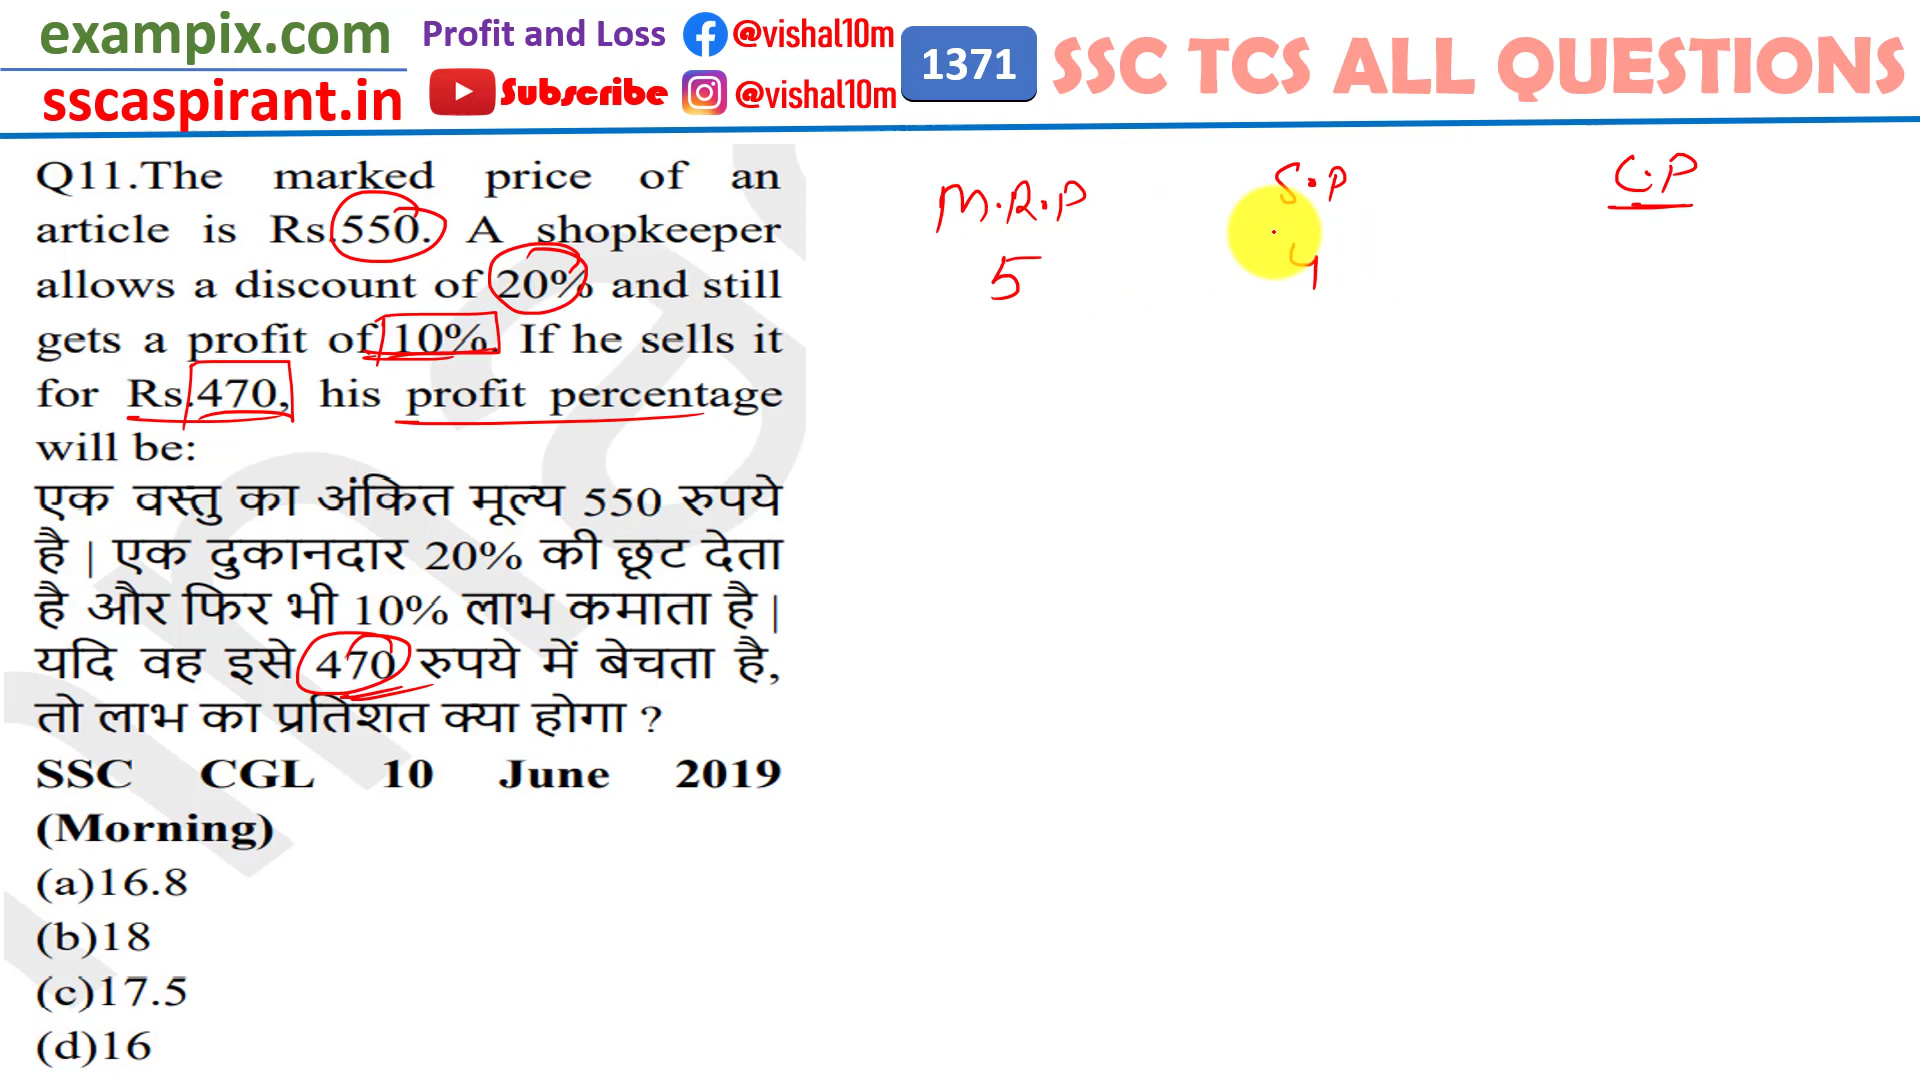 exampix.com Profit and Loss @vishal10m 1371 SSC TCS ALL QUESTIONS
sscaspirant.in Subscribe @vishal10m
Q11.The marked price of an
article is Rs.550. A shopkeeper
allows a discount of 20% and still
gets a profit of 10%. If he sells it
for Rs.470, his profit percentage
will be:
एक वस्तु का अंकित मूल्य 550 रुपये
है | एक दुकानदार 20% की छूट देता
है और फिर भी 10% लाभ कमाता है |
यदि वह इसे 470 रुपये में बेचता है,
तो लाभ का प्रतिशत क्या होगा ?
SSC CGL 10 June 2019
(Morning)
(a)16.8
(b)18
(c)17.5
(d)16
M.R.P S.P C.P
5 4